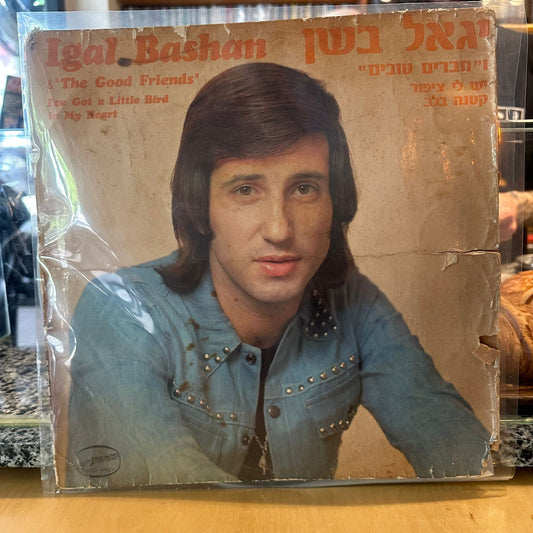 Igal Bashan
& "The Good Friends"
I've Got a Little Bird
In My Heart
יגאל בשן
ו"חברים טובים"
יש לי ציפור
קטנה בלב